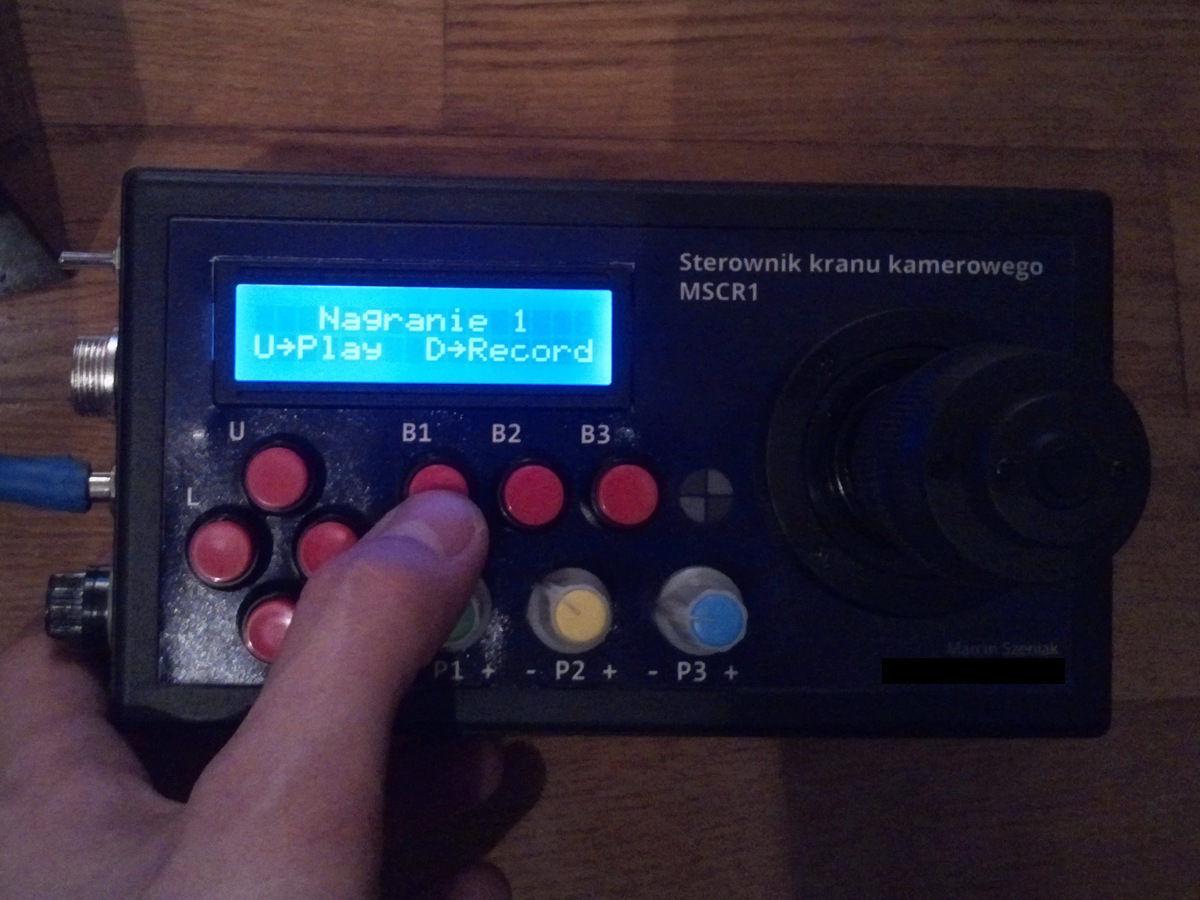 Sterownik kranu kamerowego
MSCR1
Nagranie 1
U→Play D→Record
U
B1 B2 B3
L
P1 + - P2 + - P3 +
Marcin Szeniak